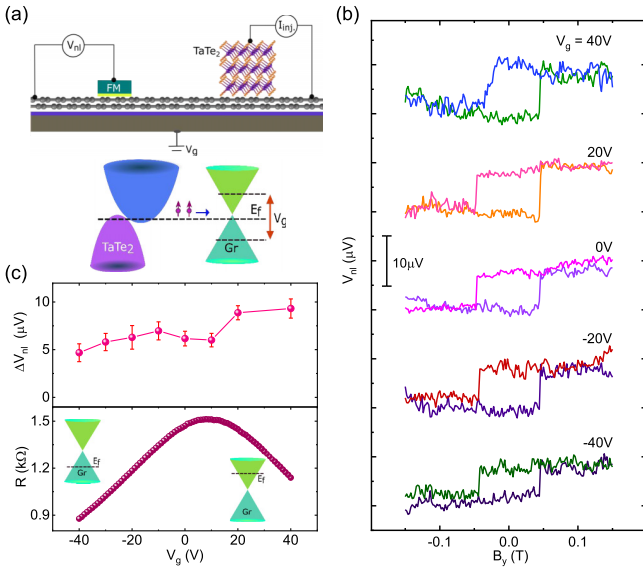 (a)
V_nl
I_inj.
TaTe₂
FM
V_g
E_f
V_g
TaTe₂
Gr
(b)
V_g = 40V
20V
0V
-20V
-40V
10µV
V_nl (µV)
-0.1 0.0 0.1
B_y (T)
(c)
ΔV_nl (µV)
10
5
0
R (kΩ)
1.5
1.2
0.9
E_f
Gr
E_f
Gr
-40 -20 0 20 40
V_g (V)